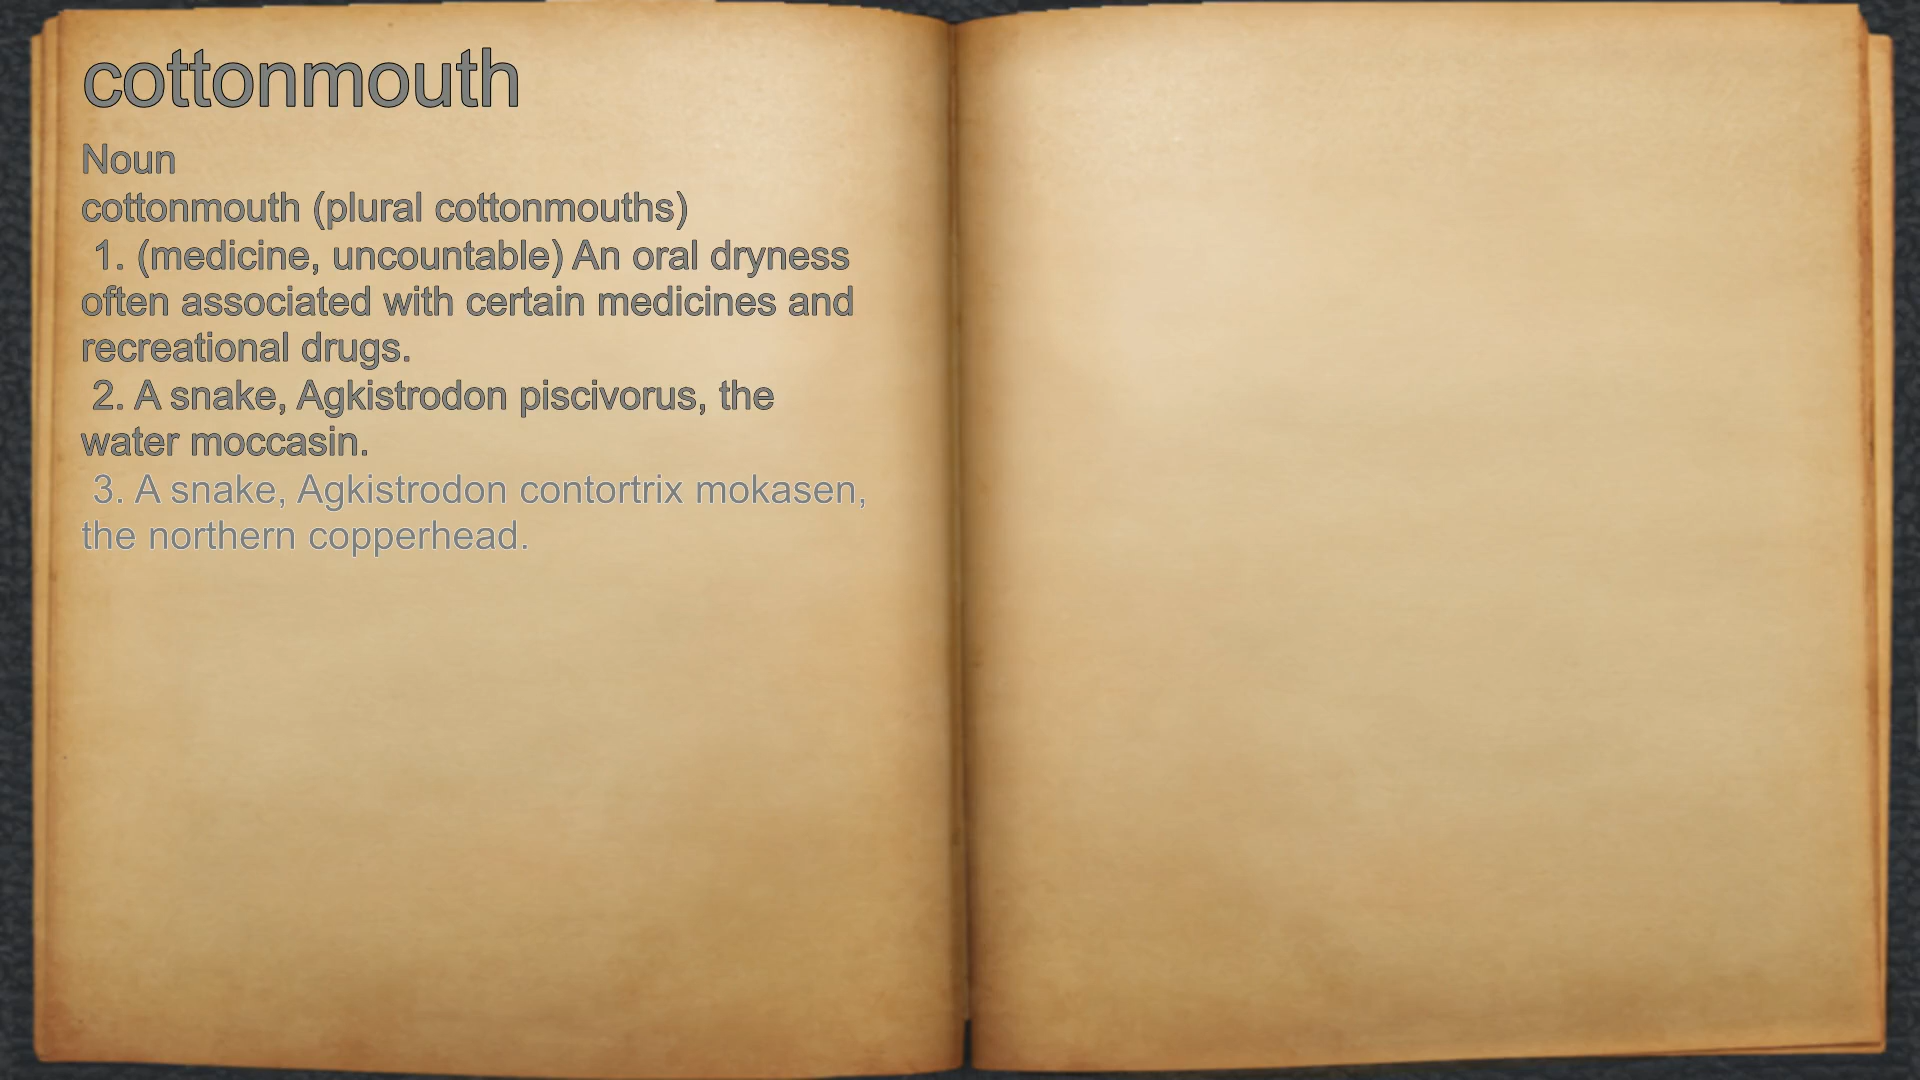 cottonmouth
Noun
cottonmouth (plural cottonmouths)
1. (medicine, uncountable) An oral dryness
often associated with certain medicines and
recreational drugs.
2. A snake, Agkistrodon piscivorus, the
water moccasin.
3. A snake, Agkistrodon contortrix mokasen,
the northern copperhead.